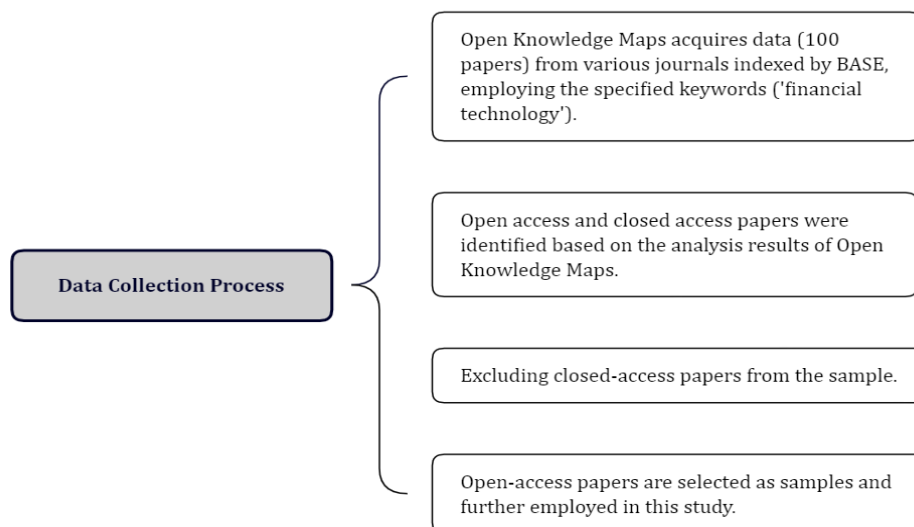 Open Knowledge Maps acquires data (100
papers) from various journals indexed by BASE,
employing the specified keywords ('financial
technology').
Open access and closed access papers were
identified based on the analysis results of Open
Knowledge Maps.
Data Collection Process
Excluding closed-access papers from the sample.
Open-access papers are selected as samples and
further employed in this study.